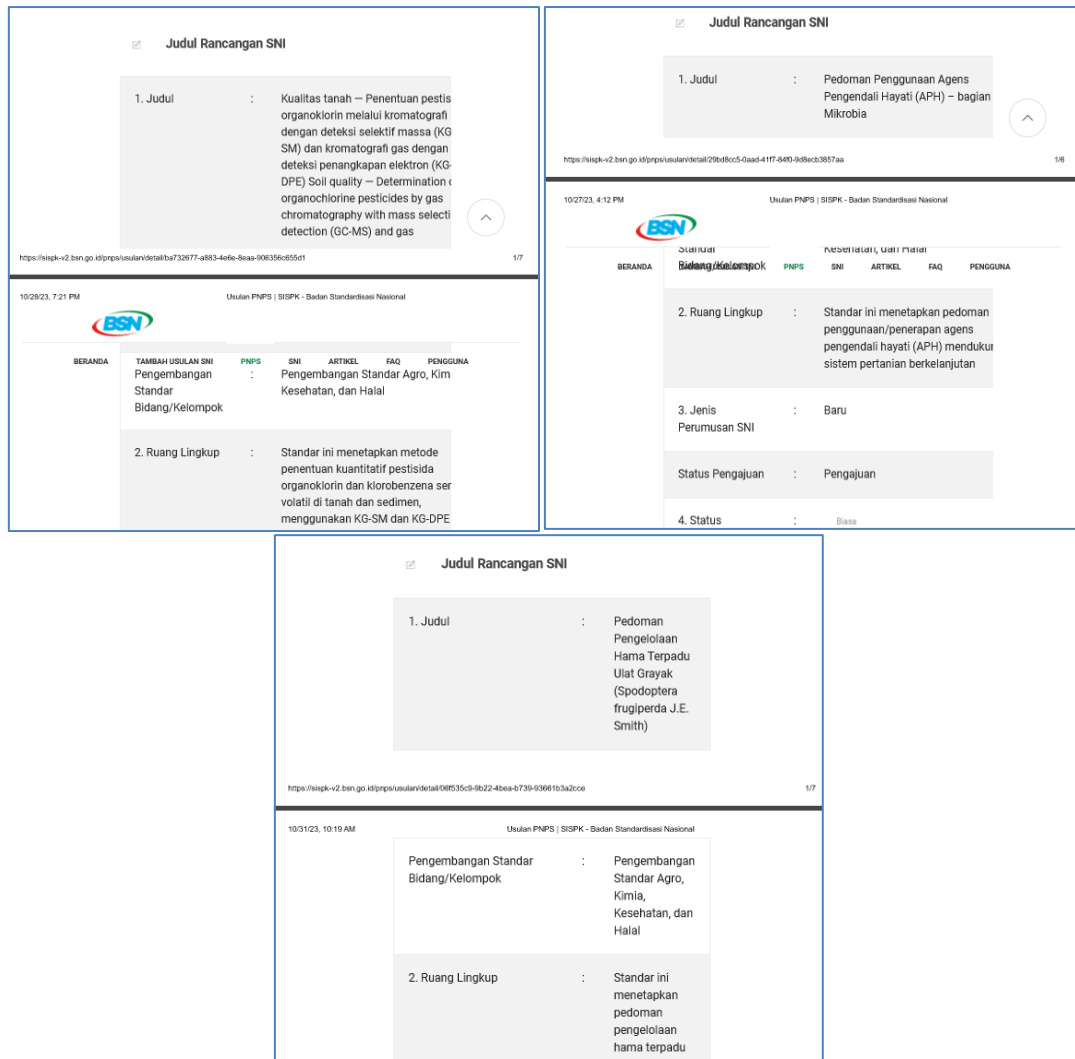 Judul Rancangan SNI
1. Judul : Kualitas tanah — Penentuan pestis
organoklorin melalui kromatografi
dengan deteksi selektif massa (KG
SM) dan kromatografi gas dengan
deteksi penangkapan elektron (KG-
DPE) Soil quality — Determination o
organochlorine pesticides by gas
chromatography with mass selecti
detection (GC-MS) and gas
https://sispk-v2.bsn.go.id/pnps/usulan/detail/ba732677-a883-4e6e-8eaa-906356c655d1 1/7
10/28/23, 7:21 PM Usulan PNPS | SISPK - Badan Standardisasi Nasional
BSN
BERANDA TAMBAH USULAN SNI PNPS SNI ARTIKEL FAQ PENGGUNA
Pengembangan : Pengembangan Standar Agro, Kim
Standar Kesehatan, dan Halal
Bidang/Kelompok
2. Ruang Lingkup : Standar ini menetapkan metode
penentuan kuantitatif pestisida
organoklorin dan klorobenzena ser
volatil di tanah dan sedimen,
menggunakan KG-SM dan KG-DPE
Judul Rancangan SNI
1. Judul : Pedoman Penggunaan Agens
Pengendali Hayati (APH) – bagian
Mikrobia
https://sispk-v2.bsn.go.id/pnps/usulan/detail/29bd8cc5-0aad-41f7-84f0-9d8ecb3857aa 1/6
10/27/23, 4:12 PM Usulan PNPS | SISPK - Badan Standardisasi Nasional
BSN
Standar Kesehatan, dan Halal
BERANDA Bidang/Kelompok PNPS SNI ARTIKEL FAQ PENGGUNA
2. Ruang Lingkup : Standar ini menetapkan pedoman
penggunaan/penerapan agens
pengendali hayati (APH) mendukun
sistem pertanian berkelanjutan
3. Jenis : Baru
Perumusan SNI
Status Pengajuan : Pengajuan
4. Status : Biasa
Judul Rancangan SNI
1. Judul : Pedoman
Pengelolaan
Hama Terpadu
Ulat Grayak
(Spodoptera
frugiperda J.E.
Smith)
https://sispk-v2.bsn.go.id/pnps/usulan/detail/06f535c9-9b22-4bea-b739-93661b3a2cce 1/7
10/31/23, 10:19 AM Usulan PNPS | SISPK - Badan Standardisasi Nasional
Pengembangan Standar : Pengembangan
Bidang/Kelompok Standar Agro,
Kimia,
Kesehatan, dan
Halal
2. Ruang Lingkup : Standar ini
menetapkan
pedoman
pengelolaan
hama terpadu